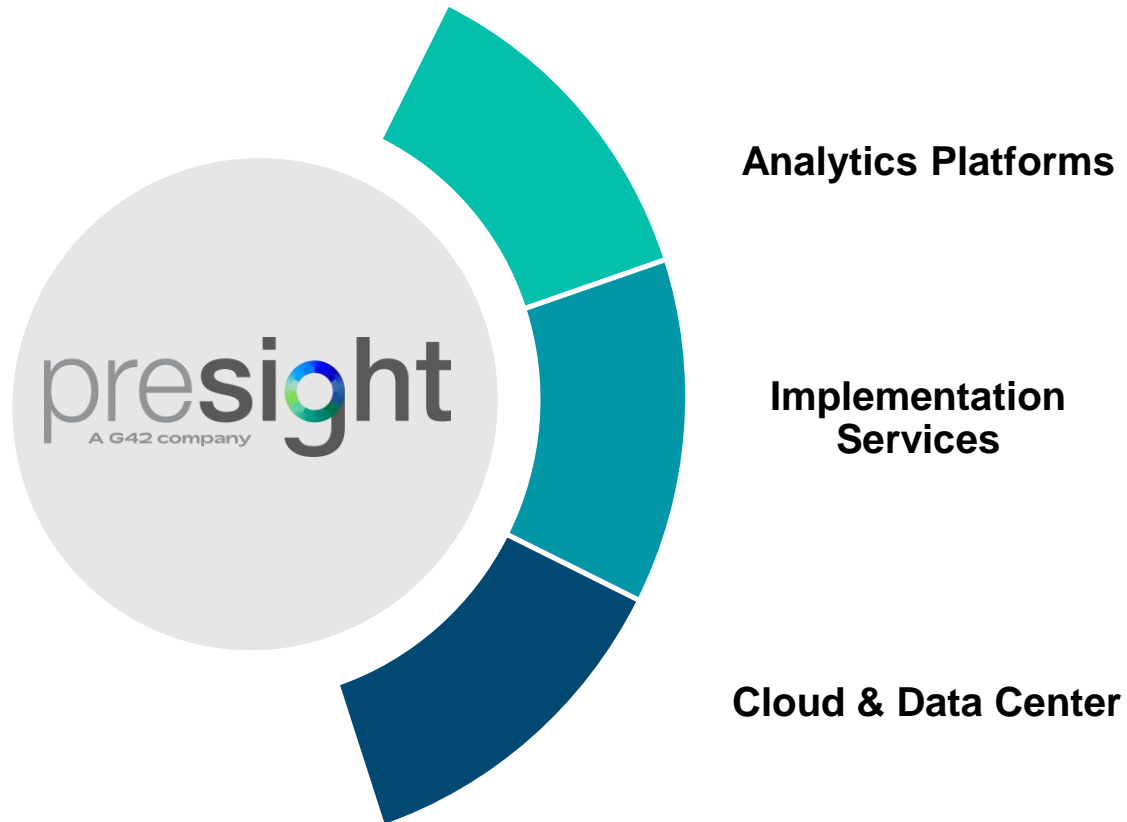 Analytics Platforms
presight
A G42 company
Implementation
Services
Cloud & Data Center